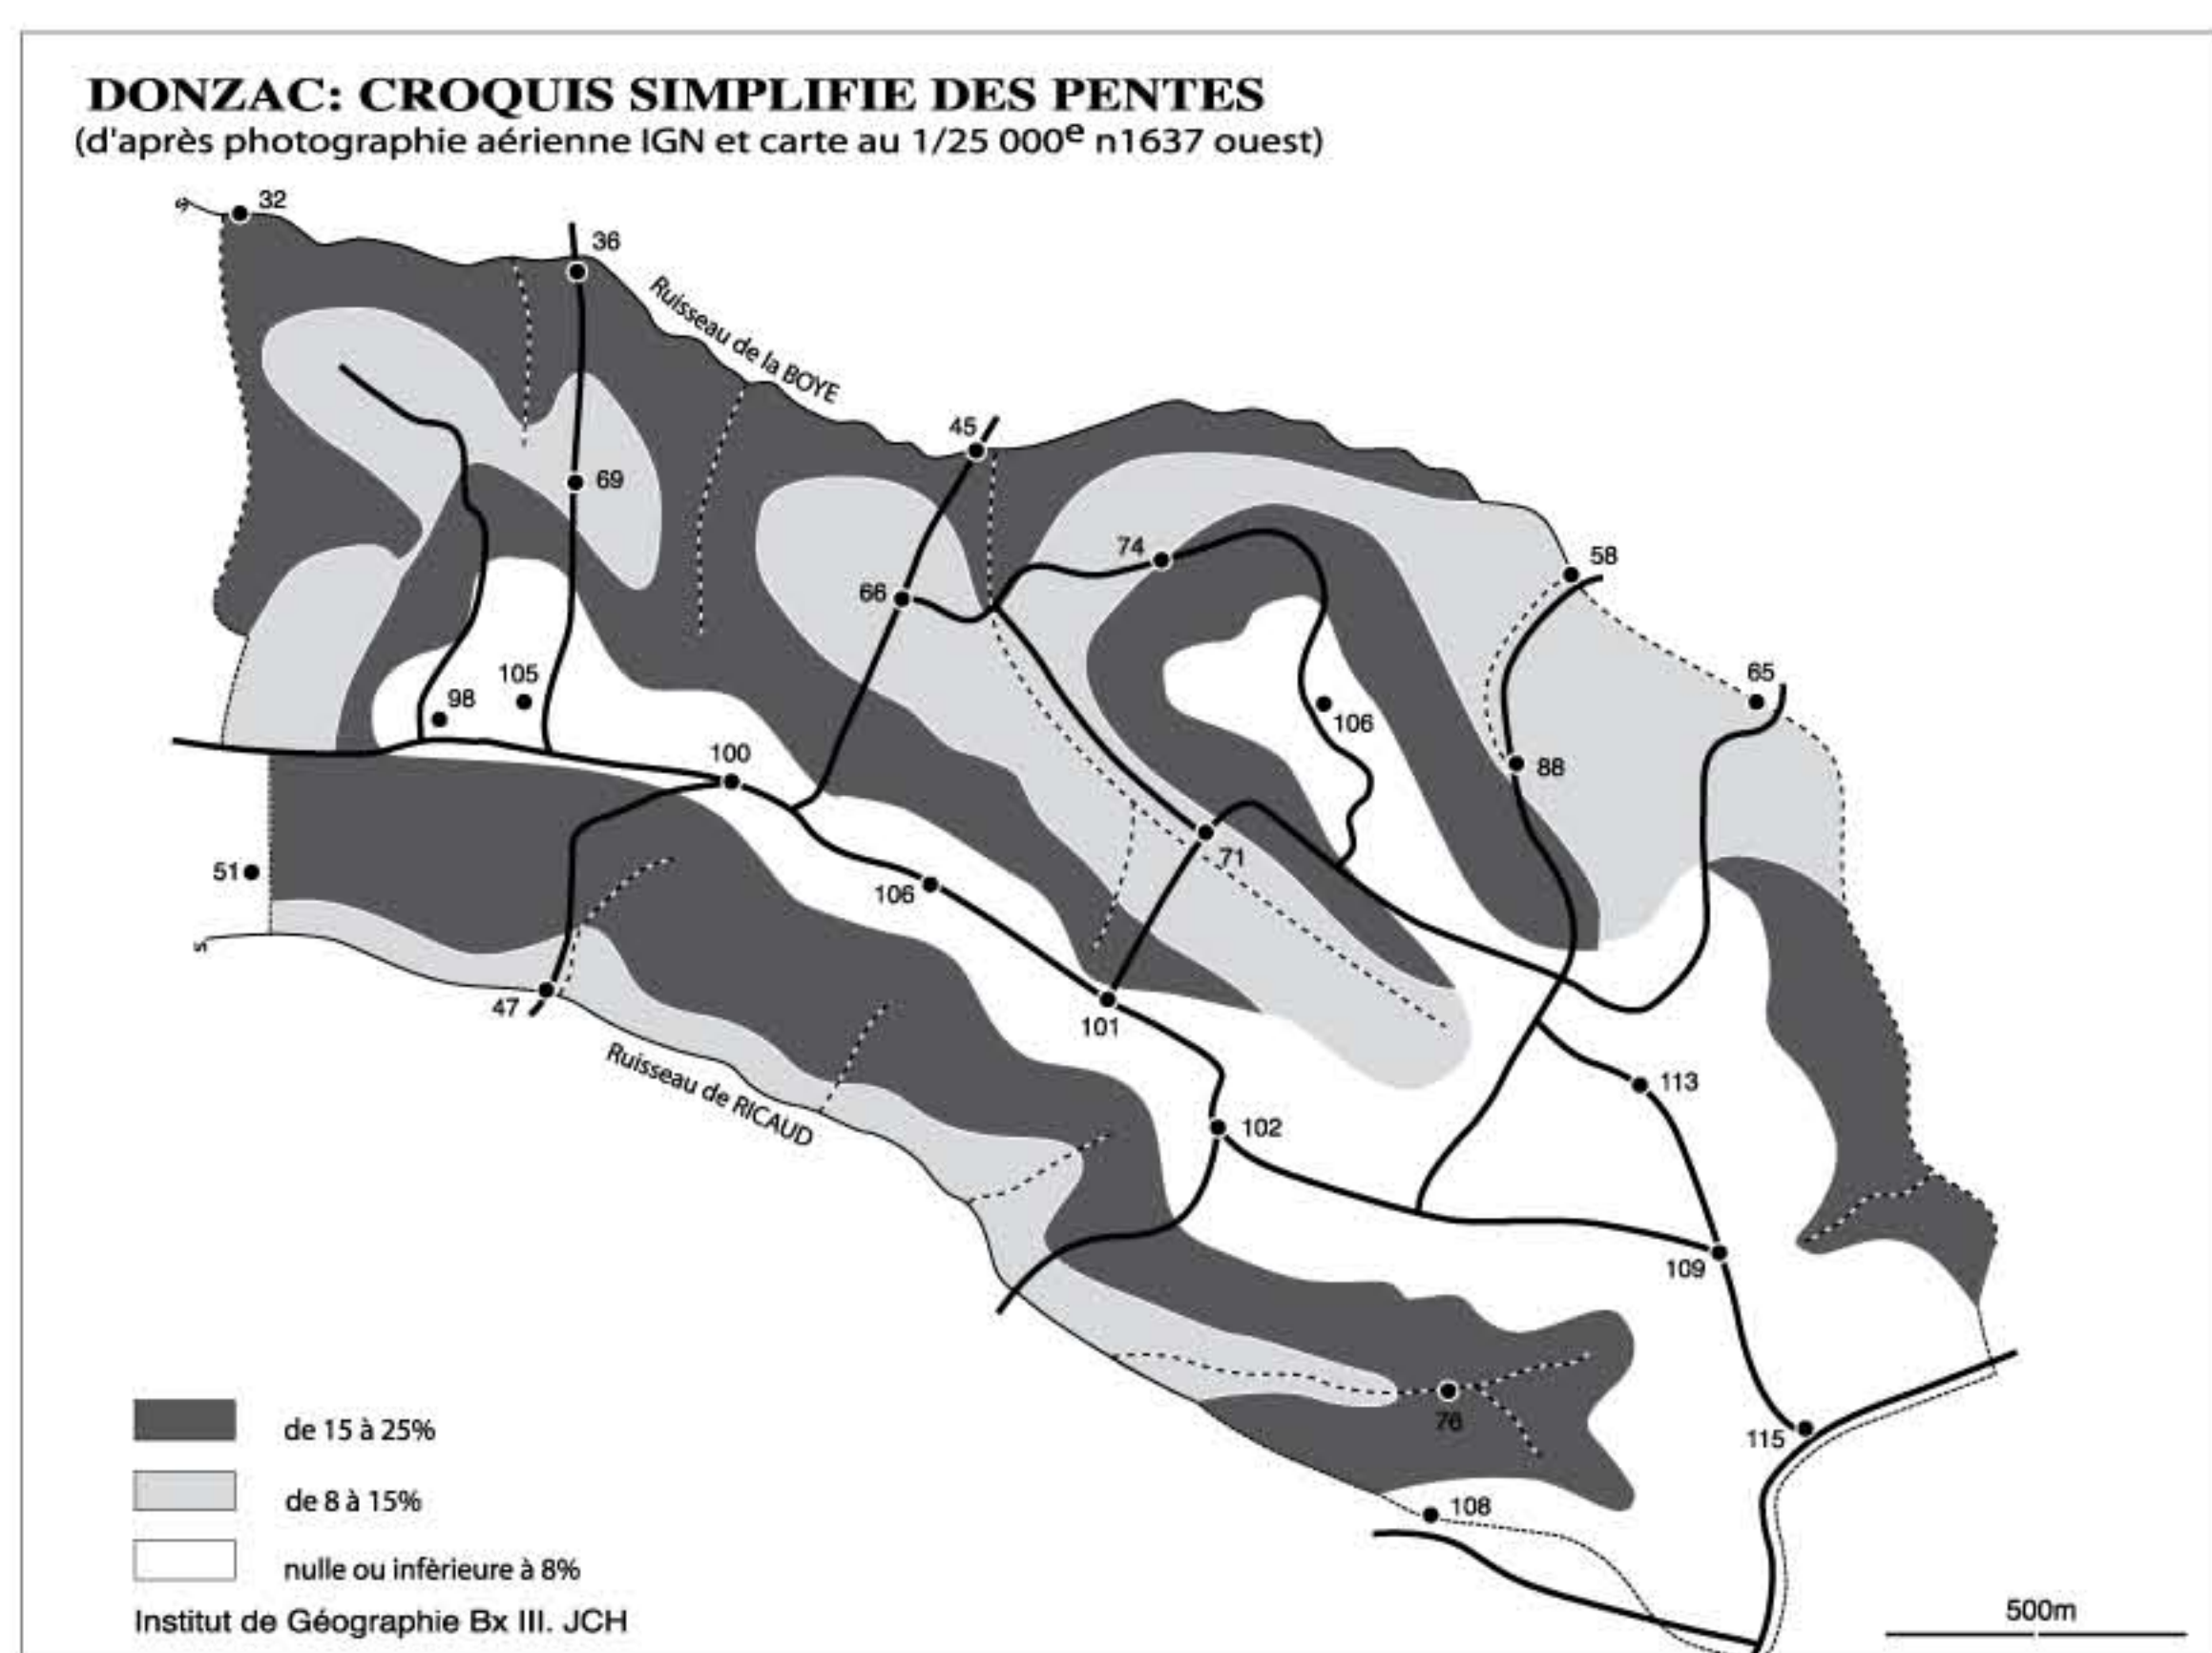 DONZAC: CROQUIS SIMPLIFIE DES PENTES
(d'après photographie aérienne IGN et carte au 1/25 000e n1637 ouest)
32
36
Ruisseau de la BOYE
45
69
74
58
66
65
105
98
106
100
88
71
51
106
47
101
Ruisseau de RICAUD
113
102
109
76
115
108
de 15 à 25%
de 8 à 15%
nulle ou infèrieure à 8%
Institut de Géographie Bx III. JCH
500m